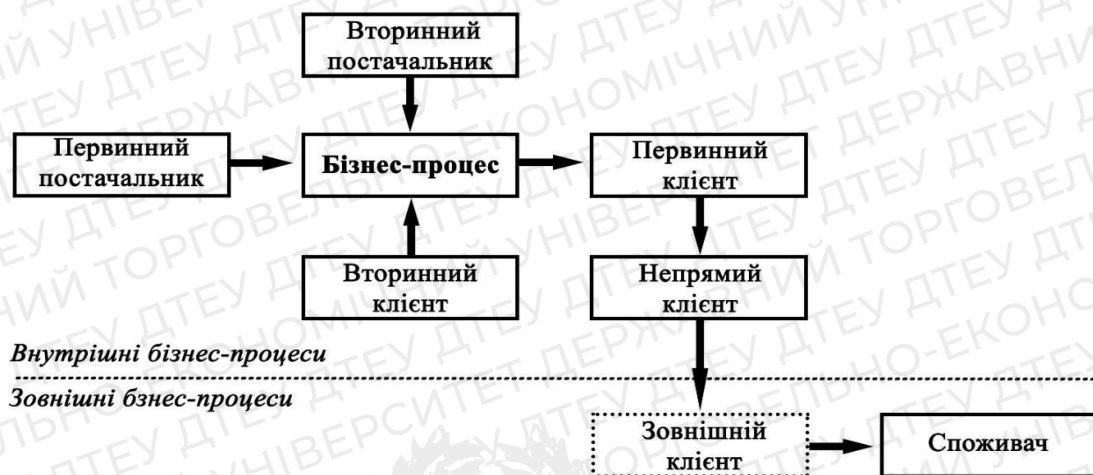 Вторинний
постачальник
Первинний
постачальник
Бізнес-процес
Первинний
клієнт
Вторинний
клієнт
Непрямий
клієнт
Внутрішні бізнес-процеси
Зовнішні бзнес-процеси
Зовнішній
клієнт
Споживач